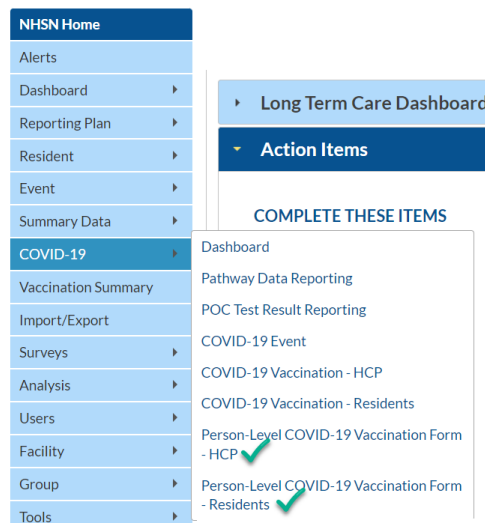 NHSN Home
Alerts
Dashboard
Reporting Plan
Resident
Event
Summary Data
COVID-19
Vaccination Summary
Import/Export
Surveys
Analysis
Users
Facility
Group
Tools
Long Term Care Dashboard
Action Items
COMPLETE THESE ITEMS
Dashboard
Pathway Data Reporting
POC Test Result Reporting
COVID-19 Event
COVID-19 Vaccination - HCP
COVID-19 Vaccination - Residents
Person-Level COVID-19 Vaccination Form
- HCP
Person-Level COVID-19 Vaccination Form
- Residents